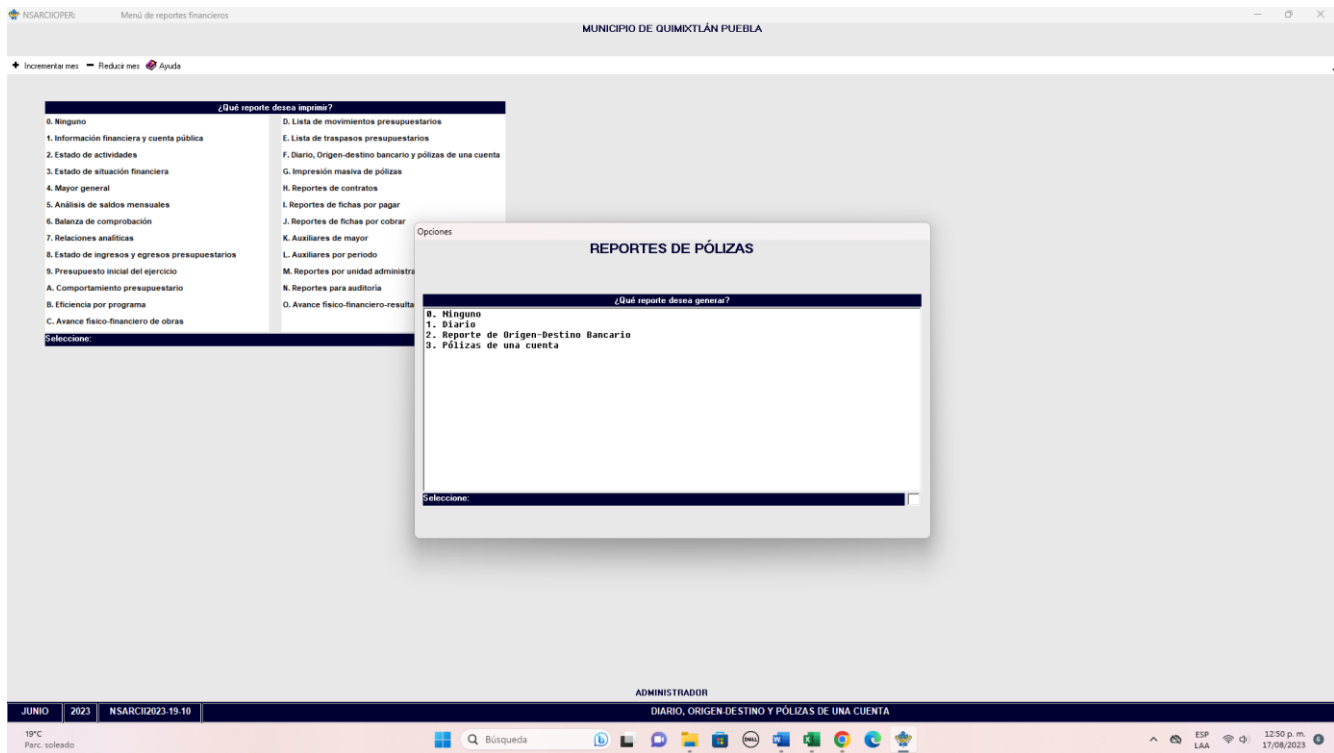 NSARCIIOPER: Menú de reportes financieros
MUNICIPIO DE QUIMIXTLÁN PUEBLA
Incrementar mes Reducir mes Ayuda
¿Qué reporte desea imprimir?
0. Ninguno
1. Información financiera y cuenta pública
2. Estado de actividades
3. Estado de situación financiera
4. Mayor general
5. Análisis de saldos mensuales
6. Balanza de comprobación
7. Relaciones analíticas
8. Estado de ingresos y egresos presupuestarios
9. Presupuesto inicial del ejercicio
A. Comportamiento presupuestario
B. Eficiencia por programa
C. Avance físico-financiero de obras
D. Lista de movimientos presupuestarios
E. Lista de traspasos presupuestarios
F. Diario, Origen-destino bancario y pólizas de una cuenta
G. Impresión masiva de pólizas
H. Reportes de contratos
I. Reportes de fichas por pagar
J. Reportes de fichas por cobrar
K. Auxiliares de mayor
L. Auxiliares por periodo
M. Reportes por unidad administra
N. Reportes para auditoría
O. Avance físico-financiero-resulta
Seleccione:
Opciones
REPORTES DE PÓLIZAS
¿Qué reporte desea generar?
0. Ninguno
1. Diario
2. Reporte de Origen-Destino Bancario
3. Pólizas de una cuenta
Seleccione:
ADMINISTRADOR
JUNIO 2023 NSARCII2023-19-10 DIARIO, ORIGEN-DESTINO Y PÓLIZAS DE UNA CUENTA
19°C
Parc. soleado
Búsqueda
DELL
ESP
LAA
12:50 p. m.
17/08/2023
6